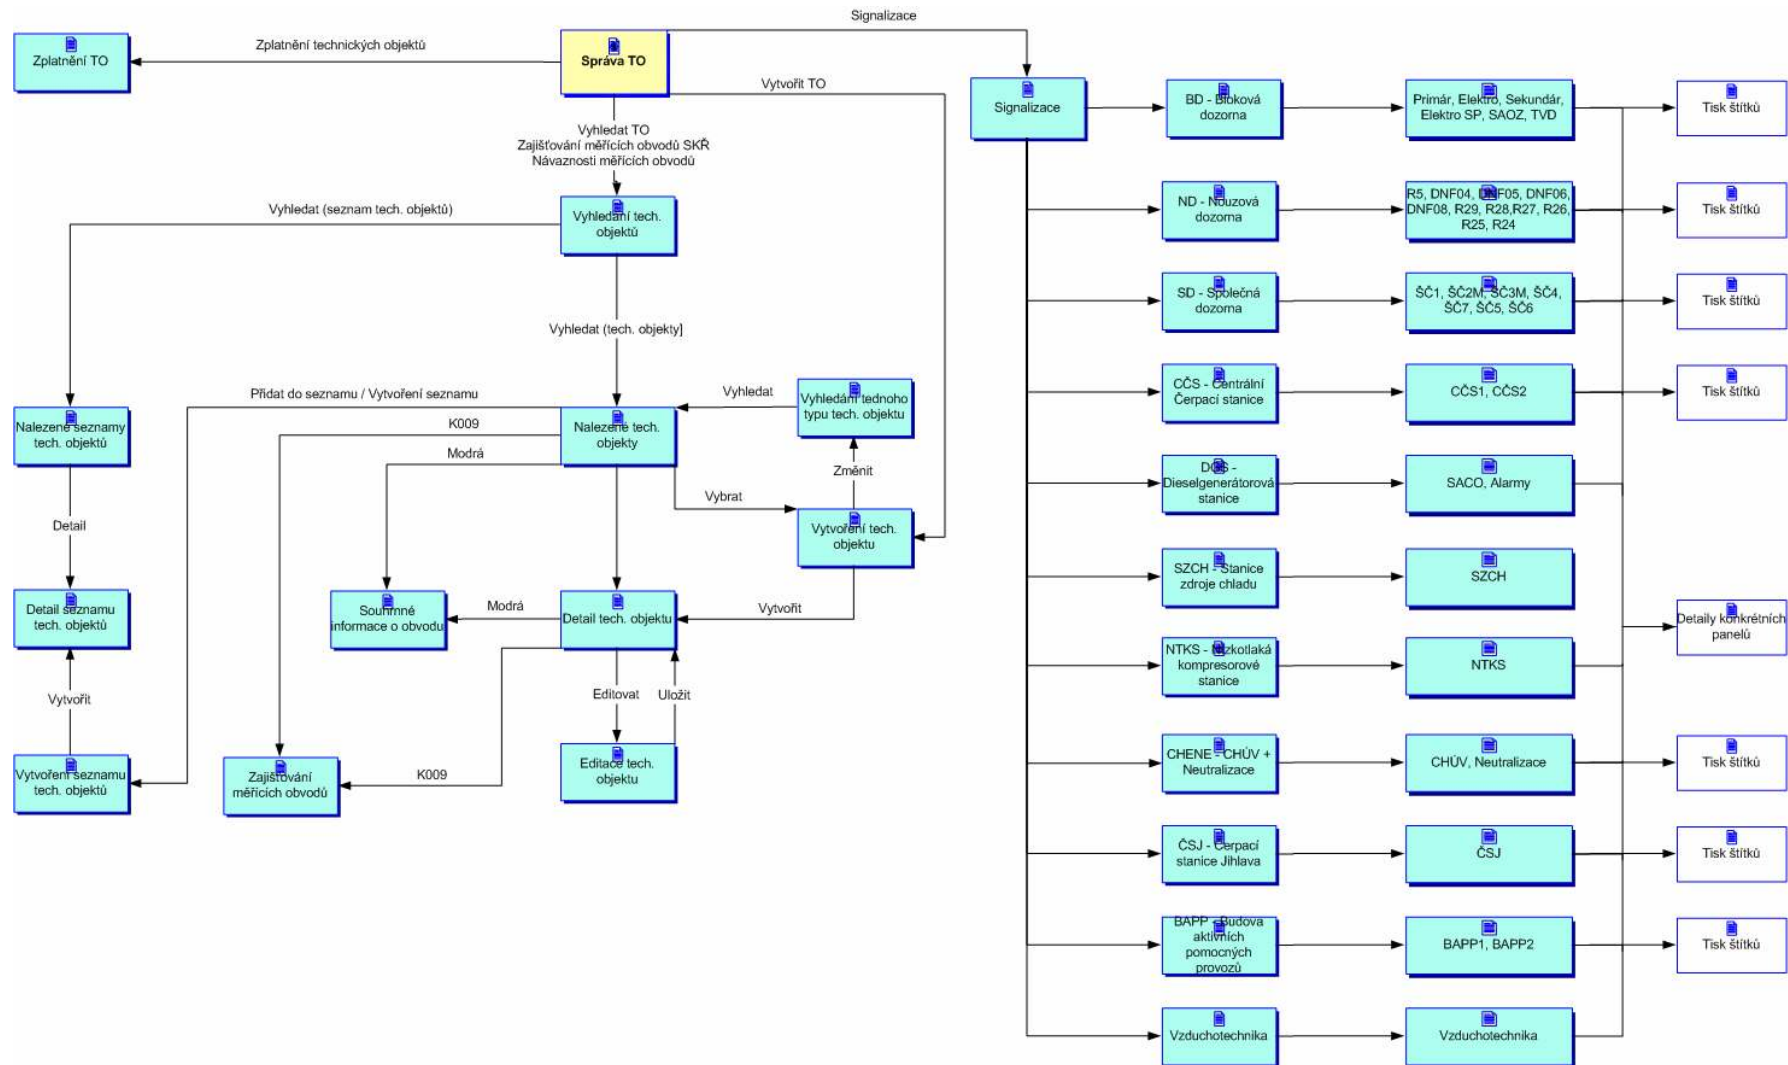 Signalizace
Zplatnění TO
Zplatnění technických objektů
Správa TO
Vytvořit TO
Vyhledat TO
Zajišťování měřících obvodů SKŘ
Návaznosti měřících obvodů
Vyhledat (seznam tech. objektů)
Vyhledání tech.
objektů
Vyhledat (tech. objekty]
Přidat do seznamu / Vytvoření seznamu
Vyhledat
Vyhledání tednoho
typu tech. objektu
Nalezené seznamy
tech. objektů
K009
Nalezené tech.
objekty
Modrá
Změnit
Vybrat
Detail
Vytvoření tech.
objektu
Detail seznamu
tech. objektů
Souhrnné
informace o obvodu
Modrá
Detail tech. objektu
Vytvořit
Vytvořit
Editovat
Uložit
Vytvoření seznamu
tech. objektů
Zajišťování
měřících obvodů
K009
Editace tech.
objektu
Signalizace
BD - Bloková
dozorna
Primár, Elektro, Sekundár,
Elektro SP, SAOZ, TVD
Tisk štítků
ND - Nouzová
dozorna
R5, DNF04, DNF05, DNF06,
DNF08, R29, R28,R27, R26,
R25, R24
Tisk štítků
SD - Společná
dozorna
ŠČ1, ŠČ2M, ŠČ3M, ŠČ4,
ŠČ7, ŠČ5, ŠČ6
Tisk štítků
CČS - Centrální
Čerpací stanice
CČS1, CČS2
Tisk štítků
DGS -
Dieselgenerátorová
stanice
SACO, Alarmy
SZCH - Stanice
zdroje chladu
SZCH
Detaily konkrétních
panelů
NTKS - Nízkotlaká
kompresorové
stanice
NTKS
CHENE - CHÚV +
Neutralizace
CHÚV, Neutralizace
Tisk štítků
ČSJ - Čerpací
stanice Jihlava
ČSJ
Tisk štítků
BAPP - Budova
aktivních
pomocných
provozů
BAPP1, BAPP2
Tisk štítků
Vzduchotechnika
Vzduchotechnika